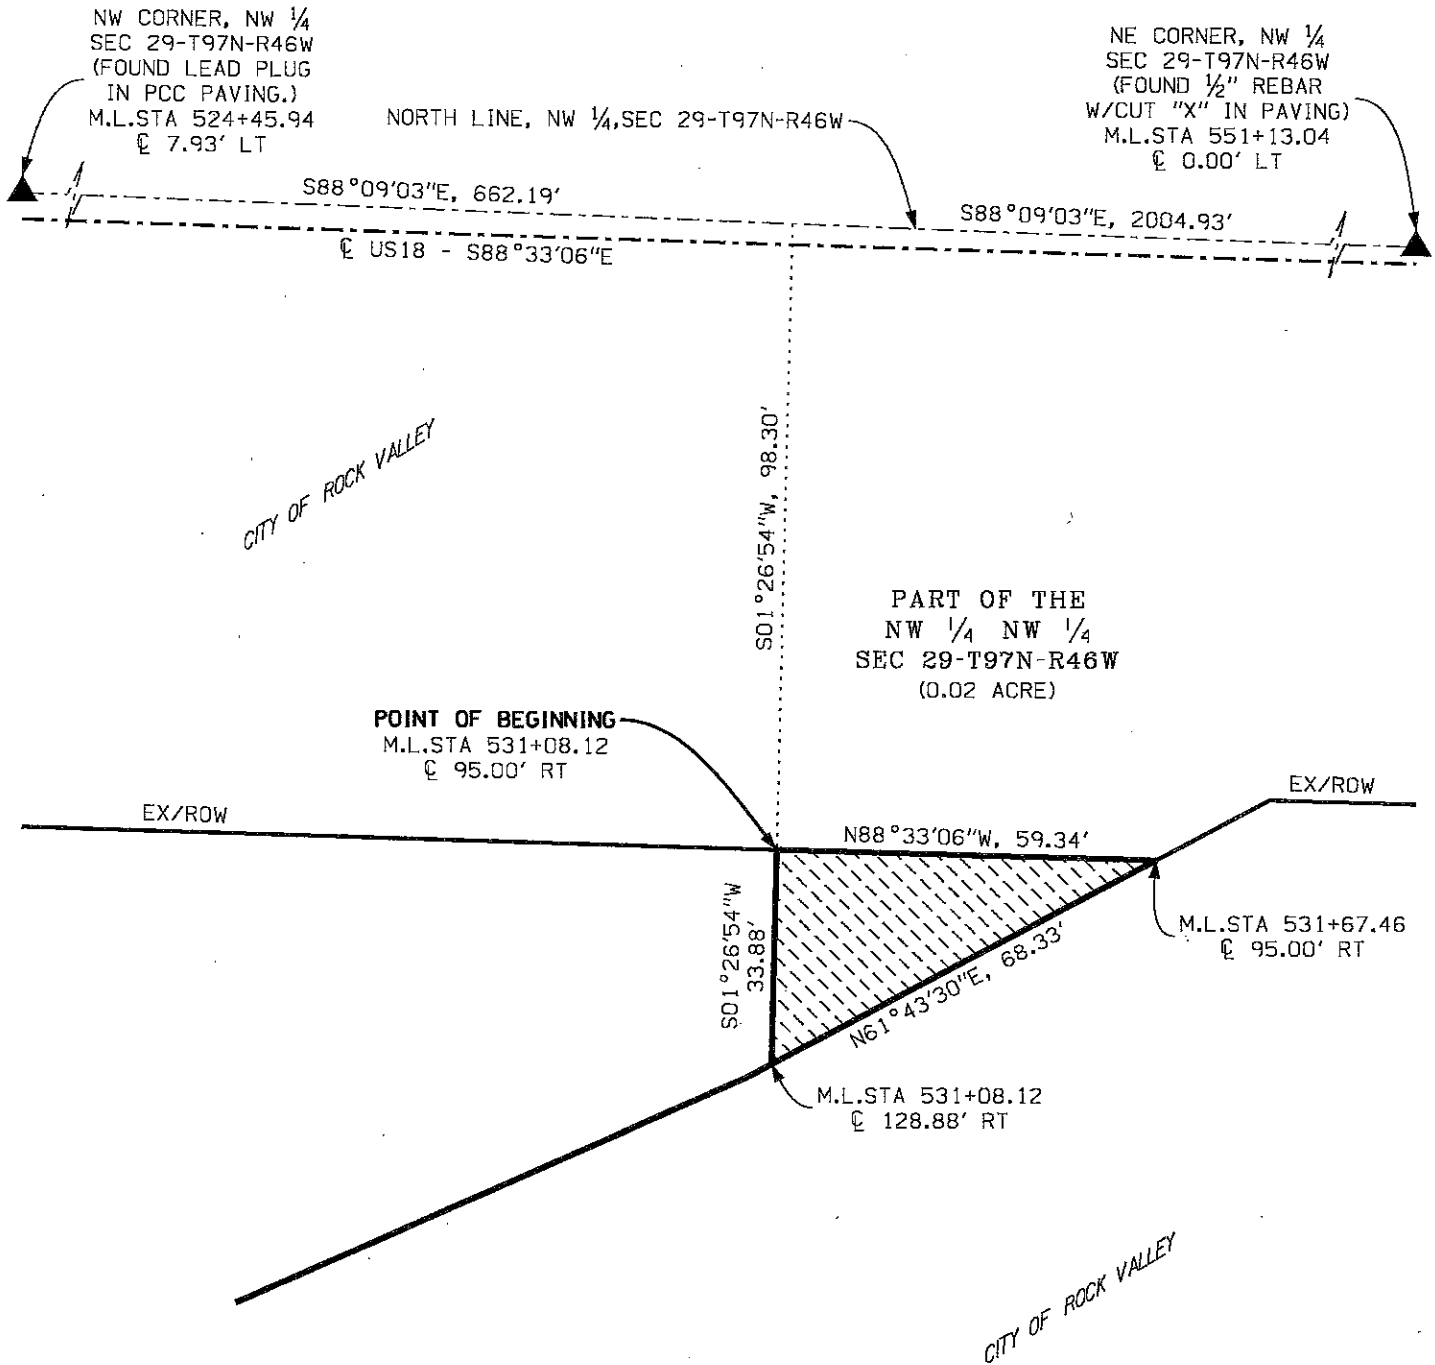 NW CORNER, NW 1/4
SEC 29-T97N-R46W
(FOUND LEAD PLUG
IN PCC PAVING.)
M.L.STA 524+45.94
℄ 7.93' LT
NORTH LINE, NW 1/4,SEC 29-T97N-R46W
NE CORNER, NW 1/4
SEC 29-T97N-R46W
(FOUND 1/2" REBAR
W/CUT "X" IN PAVING)
M.L.STA 551+13.04
℄ 0.00' LT
S88°09'03"E, 662.19'
S88°09'03"E, 2004.93'
℄ US18 - S88°33'06"E
S01°26'54"W, 98.30'
CITY OF ROCK VALLEY
PART OF THE
NW 1/4 NW 1/4
SEC 29-T97N-R46W
(0.02 ACRE)
POINT OF BEGINNING
M.L.STA 531+08.12
℄ 95.00' RT
EX/ROW
EX/ROW
N88°33'06"W, 59.34'
S01°26'54"W
33.88'
N61°43'30"E, 68.33'
M.L.STA 531+67.46
℄ 95.00' RT
M.L.STA 531+08.12
℄ 128.88' RT
CITY OF ROCK VALLEY